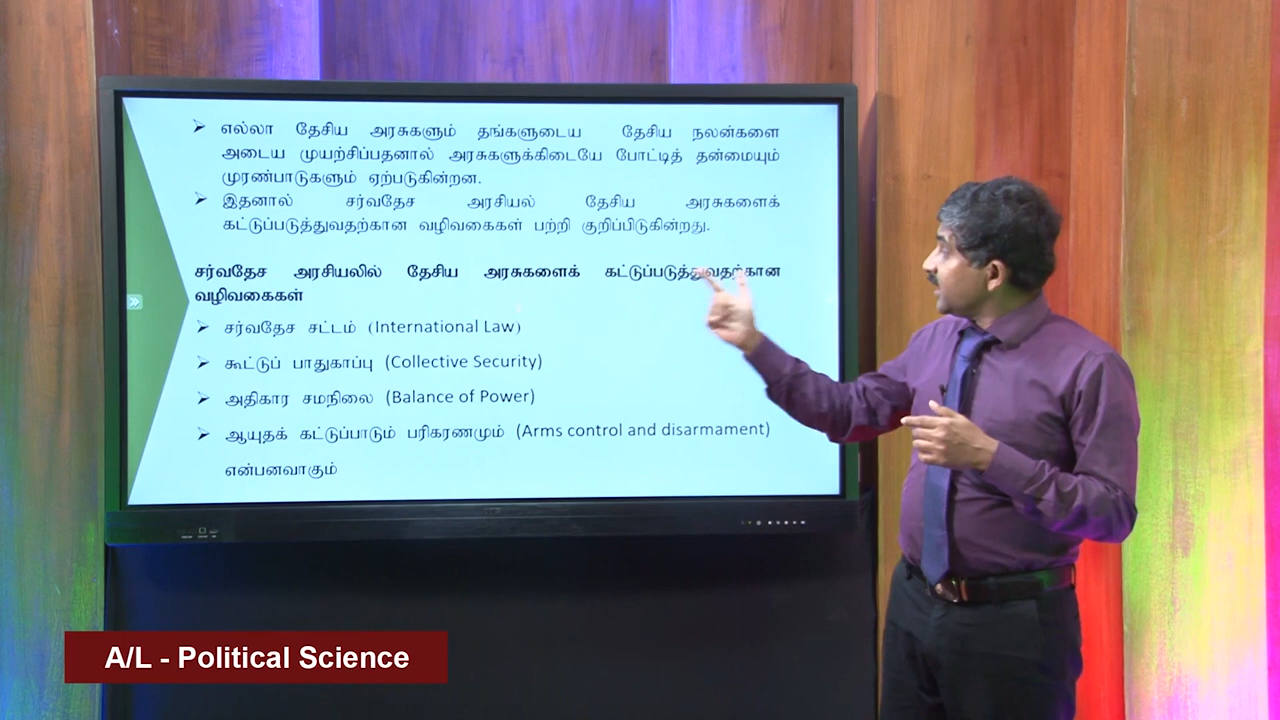 எல்லா தேசிய அரசுகளும் தங்களுடைய தேசிய நலன்களை
அடைய முயற்சிப்பதனால் அரசுகளுக்கிடையே போட்டித் தன்மையும்
முரண்பாடுகளும் ஏற்படுகின்றன.
இதனால் சர்வதேச அரசியல் தேசிய அரசுகளைக்
கட்டுப்படுத்துவதற்கான வழிவகைகள் பற்றி குறிப்பிடுகின்றது.
சர்வதேச அரசியலில் தேசிய அரசுகளைக் கட்டுப்படுத்துவதற்கான
வழிவகைகள்
சர்வதேச சட்டம் (International Law)
கூட்டுப் பாதுகாப்பு (Collective Security)
அதிகார சமநிலை (Balance of Power)
ஆயுதக் கட்டுப்பாடும் பரிகரணமும் (Arms control and disarmament)
என்பனவாகும்
A/L - Political Science